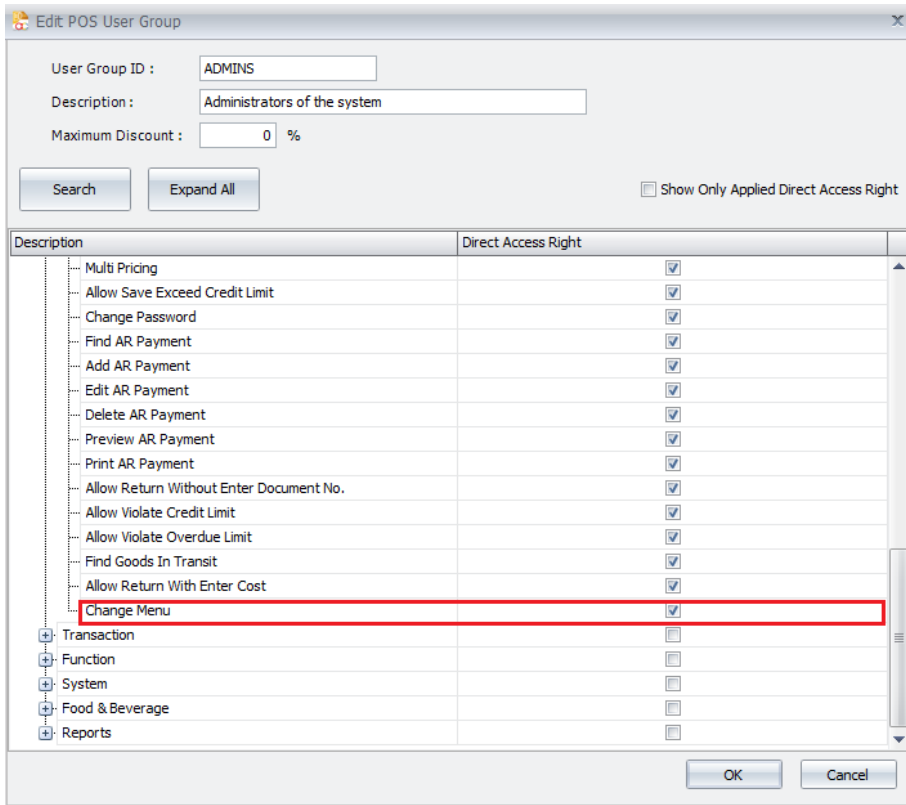 Edit POS User Group
User Group ID : ADMINS
Description : Administrators of the system
Maximum Discount : 0 %
Search Expand All Show Only Applied Direct Access Right
Description Direct Access Right
Multi Pricing
Allow Save Exceed Credit Limit
Change Password
Find AR Payment
Add AR Payment
Edit AR Payment
Delete AR Payment
Preview AR Payment
Print AR Payment
Allow Return Without Enter Document No.
Allow Violate Credit Limit
Allow Violate Overdue Limit
Find Goods In Transit
Allow Return With Enter Cost
Change Menu
Transaction
Function
System
Food & Beverage
Reports
OK Cancel